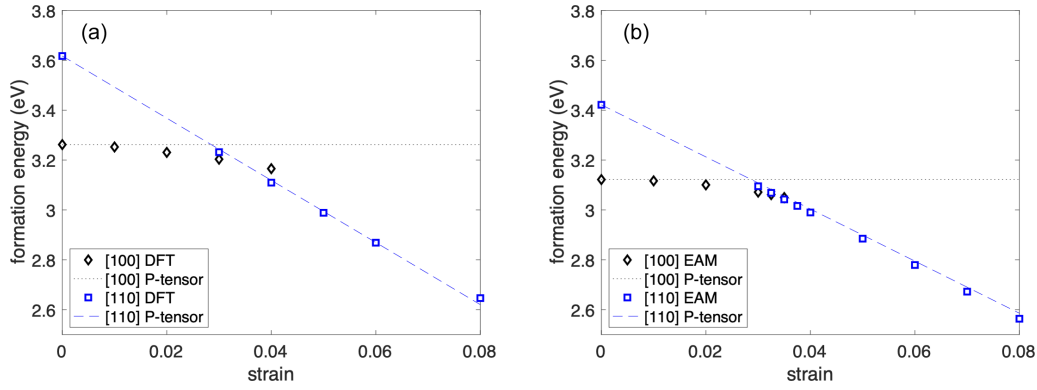 (a)
formation energy (eV)
3.8
3.6
3.4
3.2
3
2.8
2.6
[100] DFT
[100] P-tensor
[110] DFT
[110] P-tensor
0 0.02 0.04 0.06 0.08
strain
(b)
formation energy (eV)
3.8
3.6
3.4
3.2
3
2.8
2.6
[100] EAM
[100] P-tensor
[110] EAM
[110] P-tensor
0 0.02 0.04 0.06 0.08
strain